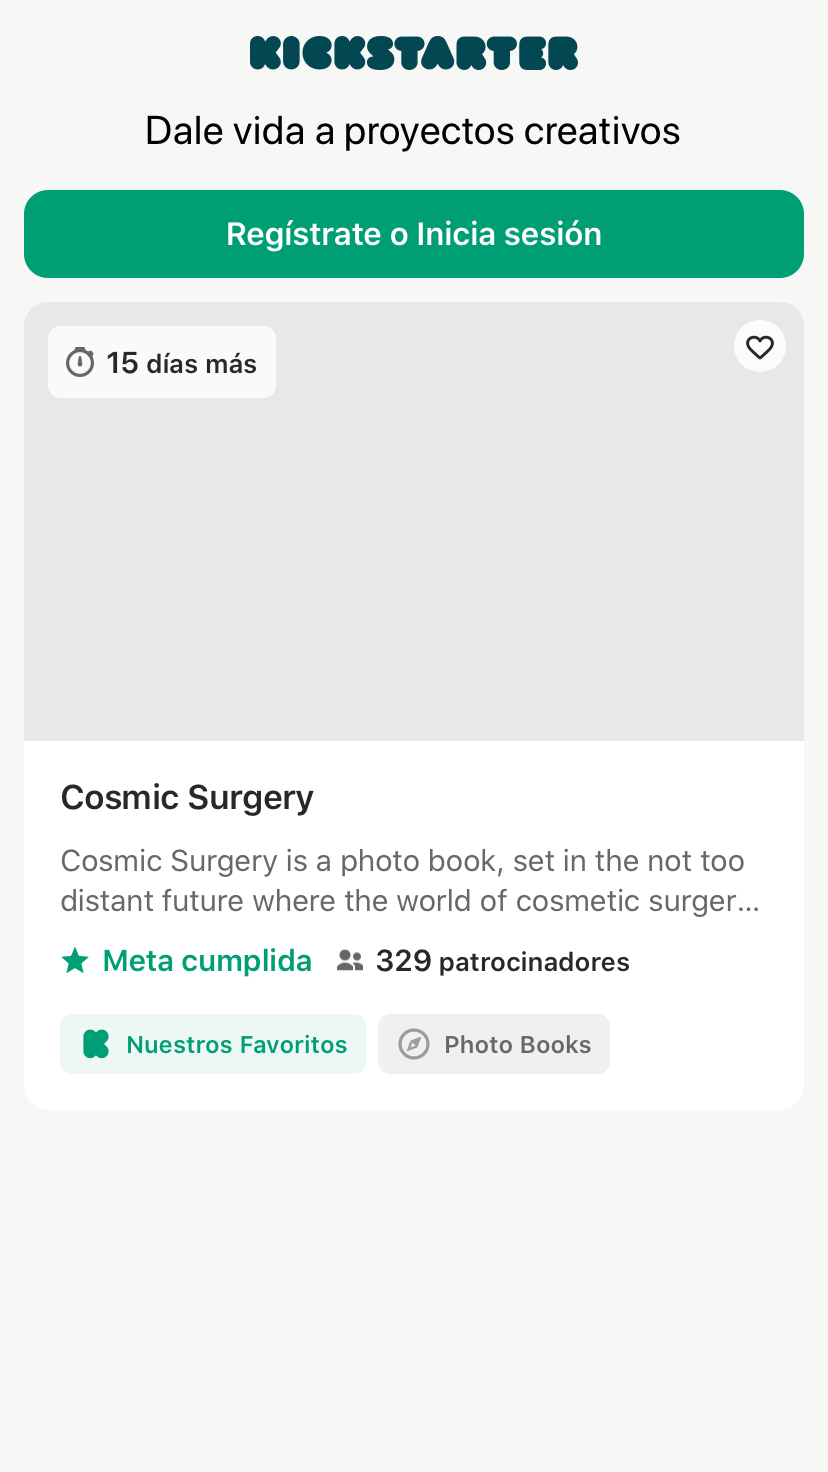 KICKSTARTER
Dale vida a proyectos creativos
Regístrate o Inicia sesión
15 días más
Cosmic Surgery
Cosmic Surgery is a photo book, set in the not too
distant future where the world of cosmetic surger...
Meta cumplida 329 patrocinadores
Nuestros Favoritos Photo Books